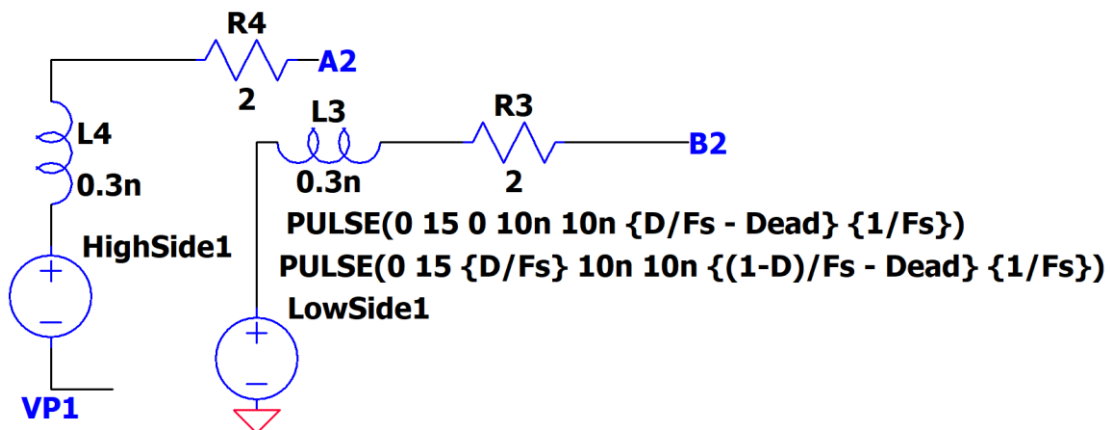 R4
A2
2
L4
0.3n
HighSide1
VP1
L3
0.3n
R3
2
B2
PULSE(0 15 0 10n 10n {D/Fs - Dead} {1/Fs})
PULSE(0 15 {D/Fs} 10n 10n {(1-D)/Fs - Dead} {1/Fs})
LowSide1